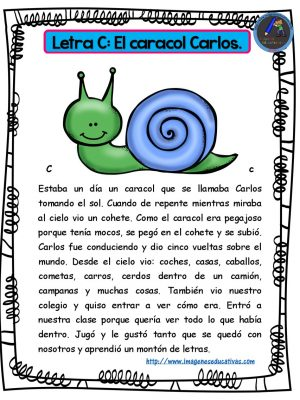 Letra C: El caracol Carlos.
C c
Estaba un día un caracol que se llamaba Carlos
tomando el sol. Cuando de repente mientras miraba
al cielo vio un cohete. Como el caracol era pegajoso
porque tenía mocos, se pegó en el cohete y se subió.
Carlos fue conduciendo y dio cinco vueltas sobre el
mundo. Desde el cielo vio: coches, casas, caballos,
cometas, carros, cerdos dentro de un camión,
campanas y muchas cosas. También vio nuestro
colegio y quiso entrar a ver cómo era. Entró a
nuestra clase porque quería ver todo lo que había
dentro. Jugó y le gustó tanto que se quedó con
nosotros y aprendió un montón de letras.
http://www.imageneseducativas.com/